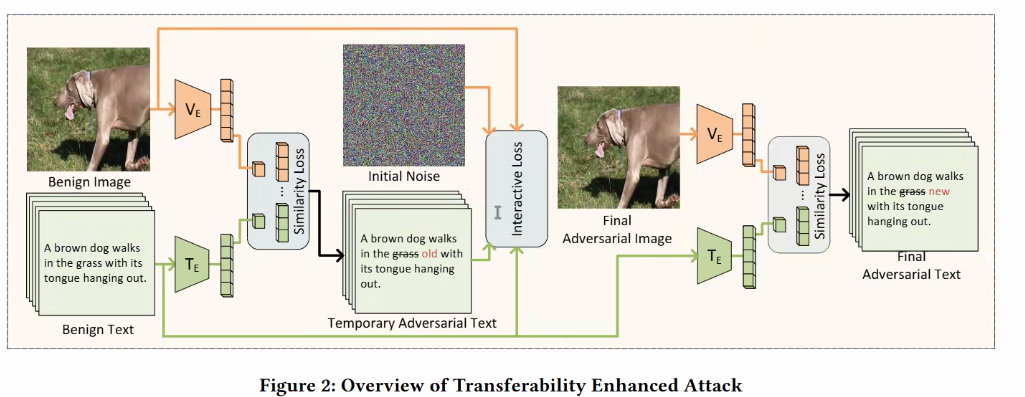 Benign Image
V_E
Similarity Loss
...
Benign Text
A brown dog walks
in the grass with its
tongue hanging out.
T_E
Initial Noise
Temporary Adversarial Text
A brown dog walks
in the grass old with
its tongue hanging
out.
Interactive Loss
Final
Adversarial Image
V_E
T_E
Similarity Loss
...
A brown dog walks
in the grass new
with its tongue
hanging out.
Final
Adversarial Text
Figure 2: Overview of Transferability Enhanced Attack